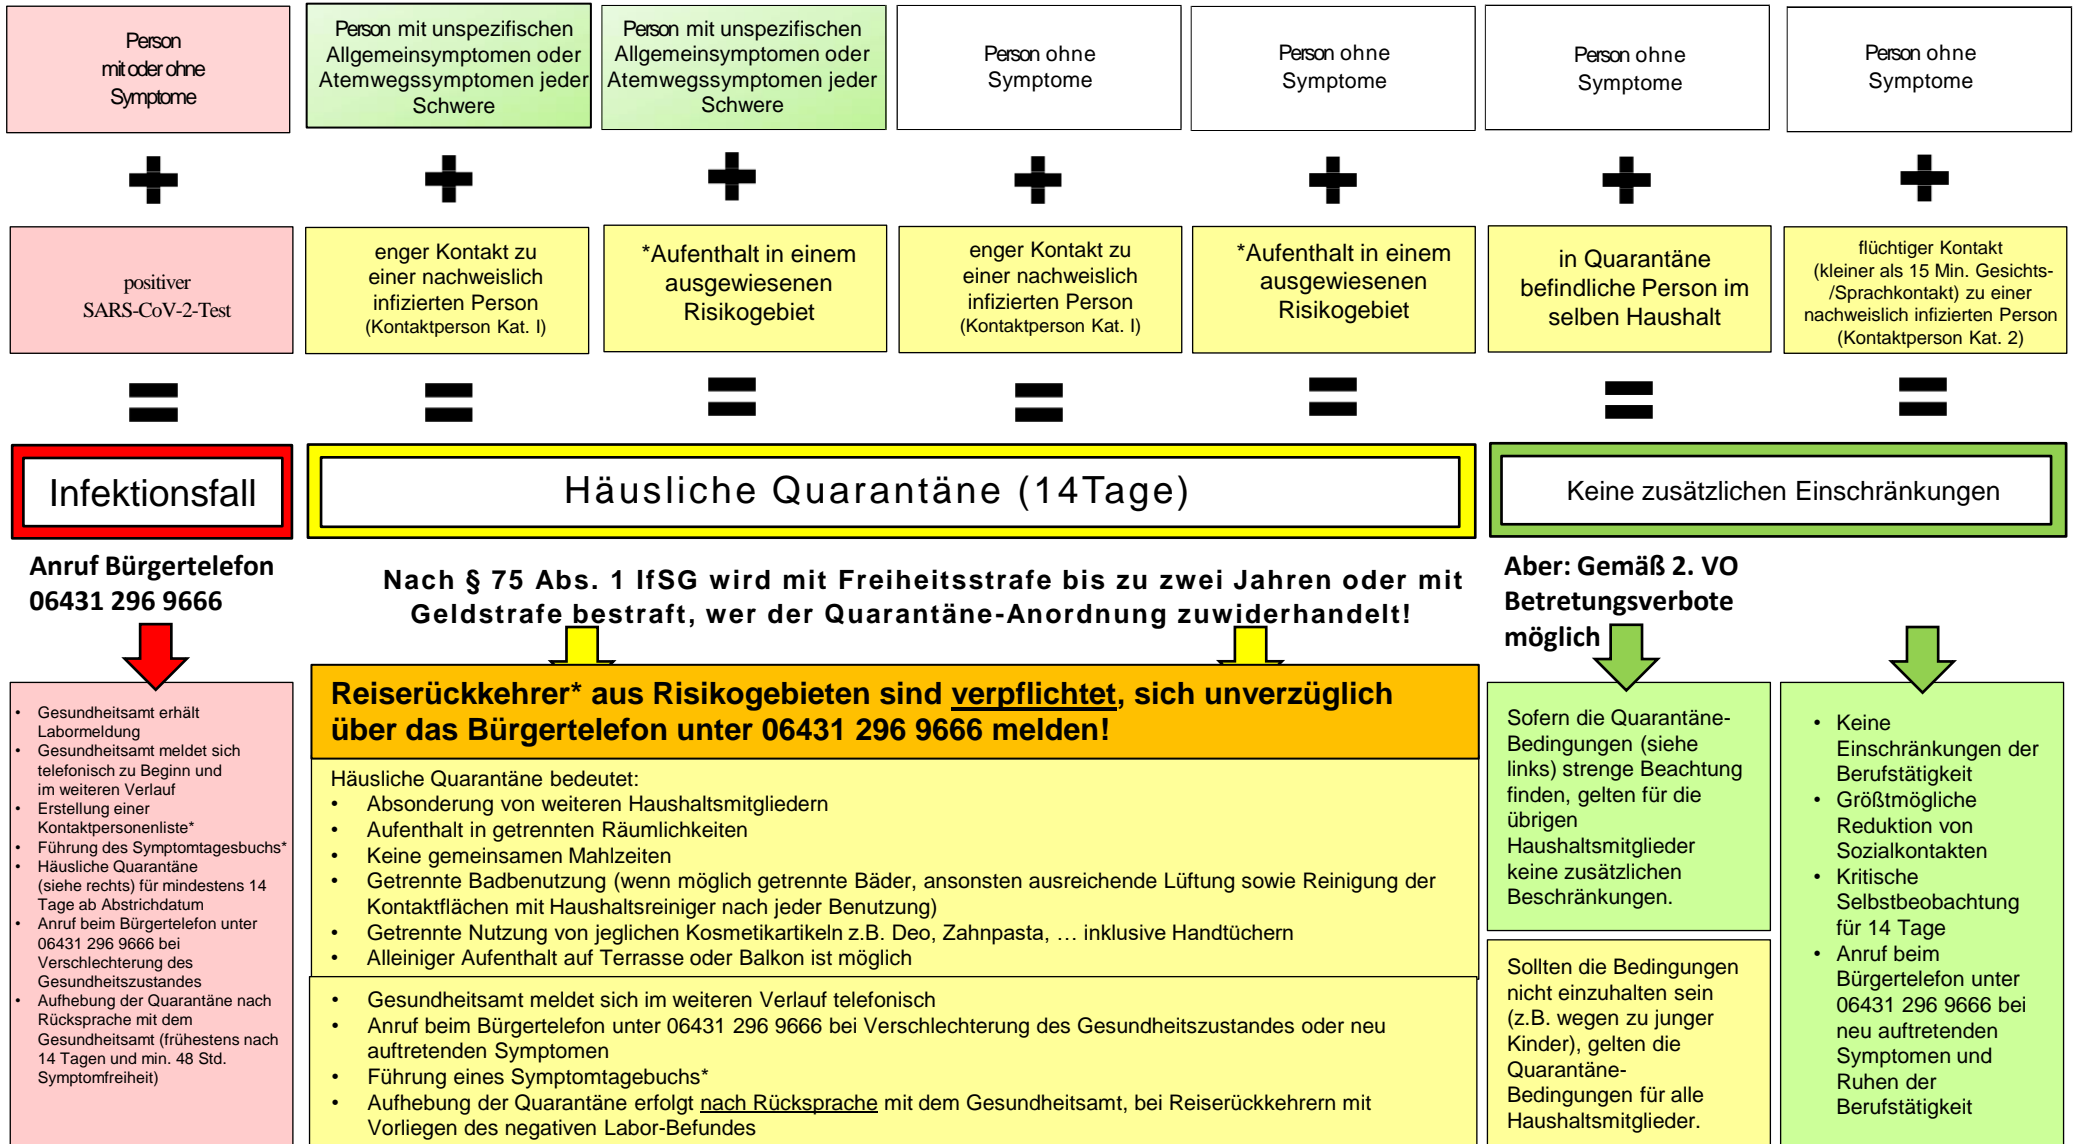 Person
mit oder ohne
Symptome
Person mit unspezifischen
Allgemeinsymptomen oder
Atemwegssymptomen jeder
Schwere
Person mit unspezifischen
Allgemeinsymptomen oder
Atemwegssymptomen jeder
Schwere
Person ohne
Symptome
Person ohne
Symptome
Person ohne
Symptome
Person ohne
Symptome
+ + + + + + +
positiver
SARS-CoV-2-Test
enger Kontakt zu
einer nachweislich
infizierten Person
(Kontaktperson Kat. I)
*Aufenthalt in einem
ausgewiesenen
Risikogebiet
enger Kontakt zu
einer nachweislich
infizierten Person
(Kontaktperson Kat. I)
*Aufenthalt in einem
ausgewiesenen
Risikogebiet
in Quarantäne
befindliche Person im
selben Haushalt
flüchtiger Kontakt
(kleiner als 15 Min. Gesichts-
/Sprachkontakt) zu einer
nachweislich infizierten Person
(Kontaktperson Kat. 2)
= = = = = = =
Infektionsfall
Häusliche Quarantäne (14Tage)
Keine zusätzlichen Einschränkungen
Anruf Bürgertelefon
06431 296 9666
Nach § 75 Abs. 1 IfSG wird mit Freiheitsstrafe bis zu zwei Jahren oder mit
Geldstrafe bestraft, wer der Quarantäne-Anordnung zuwiderhandelt!
Aber: Gemäß 2. VO
Betretungsverbote
möglich
• Gesundheitsamt erhält
Labormeldung
• Gesundheitsamt meldet sich
telefonisch zu Beginn und
im weiteren Verlauf
• Erstellung einer
Kontaktpersonenliste*
• Führung des Symptomtagesbuchs*
• Häusliche Quarantäne
(siehe rechts) für mindestens 14
Tage ab Abstrichdatum
• Anruf beim Bürgertelefon unter
06431 296 9666 bei
Verschlechterung des
Gesundheitszustandes
• Aufhebung der Quarantäne nach
Rücksprache mit dem
Gesundheitsamt (frühestens nach
14 Tagen und min. 48 Std.
Symptomfreiheit)
Reiserückkehrer* aus Risikogebieten sind verpflichtet, sich unverzüglich
über das Bürgertelefon unter 06431 296 9666 melden!
Häusliche Quarantäne bedeutet:
• Absonderung von weiteren Haushaltsmitgliedern
• Aufenthalt in getrennten Räumlichkeiten
• Keine gemeinsamen Mahlzeiten
• Getrennte Badbenutzung (wenn möglich getrennte Bäder, ansonsten ausreichende Lüftung sowie Reinigung der
Kontaktflächen mit Haushaltsreiniger nach jeder Benutzung)
• Getrennte Nutzung von jeglichen Kosmetikartikeln z.B. Deo, Zahnpasta, … inklusive Handtüchern
• Alleiniger Aufenthalt auf Terrasse oder Balkon ist möglich
• Gesundheitsamt meldet sich im weiteren Verlauf telefonisch
• Anruf beim Bürgertelefon unter 06431 296 9666 bei Verschlechterung des Gesundheitszustandes oder neu
auftretenden Symptomen
• Führung eines Symptomtagebuchs*
• Aufhebung der Quarantäne erfolgt nach Rücksprache mit dem Gesundheitsamt, bei Reiserückkehrern mit
Vorliegen des negativen Labor-Befundes
Sofern die Quarantäne-
Bedingungen (siehe
links) strenge Beachtung
finden, gelten für die
übrigen
Haushaltsmitglieder
keine zusätzlichen
Beschränkungen.
Sollten die Bedingungen
nicht einzuhalten sein
(z.B. wegen zu junger
Kinder), gelten die
Quarantäne-
Bedingungen für alle
Haushaltsmitglieder.
• Keine
Einschränkungen der
Berufstätigkeit
• Größtmögliche
Reduktion von
Sozialkontakten
• Kritische
Selbstbeobachtung
für 14 Tage
• Anruf beim
Bürgertelefon unter
06431 296 9666 bei
neu auftretenden
Symptomen und
Ruhen der
Berufstätigkeit